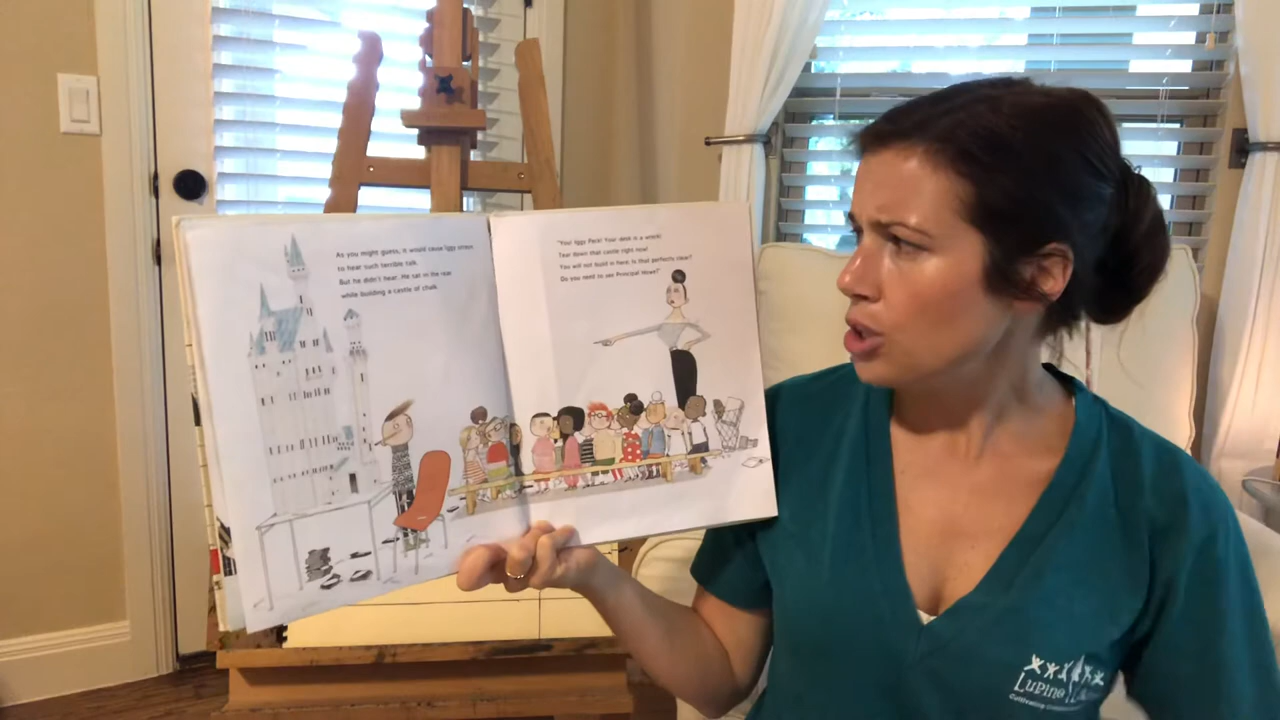 As you might guess, it would cause Iggy stress
to hear such terrible talk.
But he didn't hear. He sat in the rear
while building a castle of chalk.
"You! Iggy Peck! Your desk is a wreck!
Tear down that castle right now!
You will not build in here. Is that perfectly clear?
Do you need to see Principal Howe?"
Lupine
Cultivating